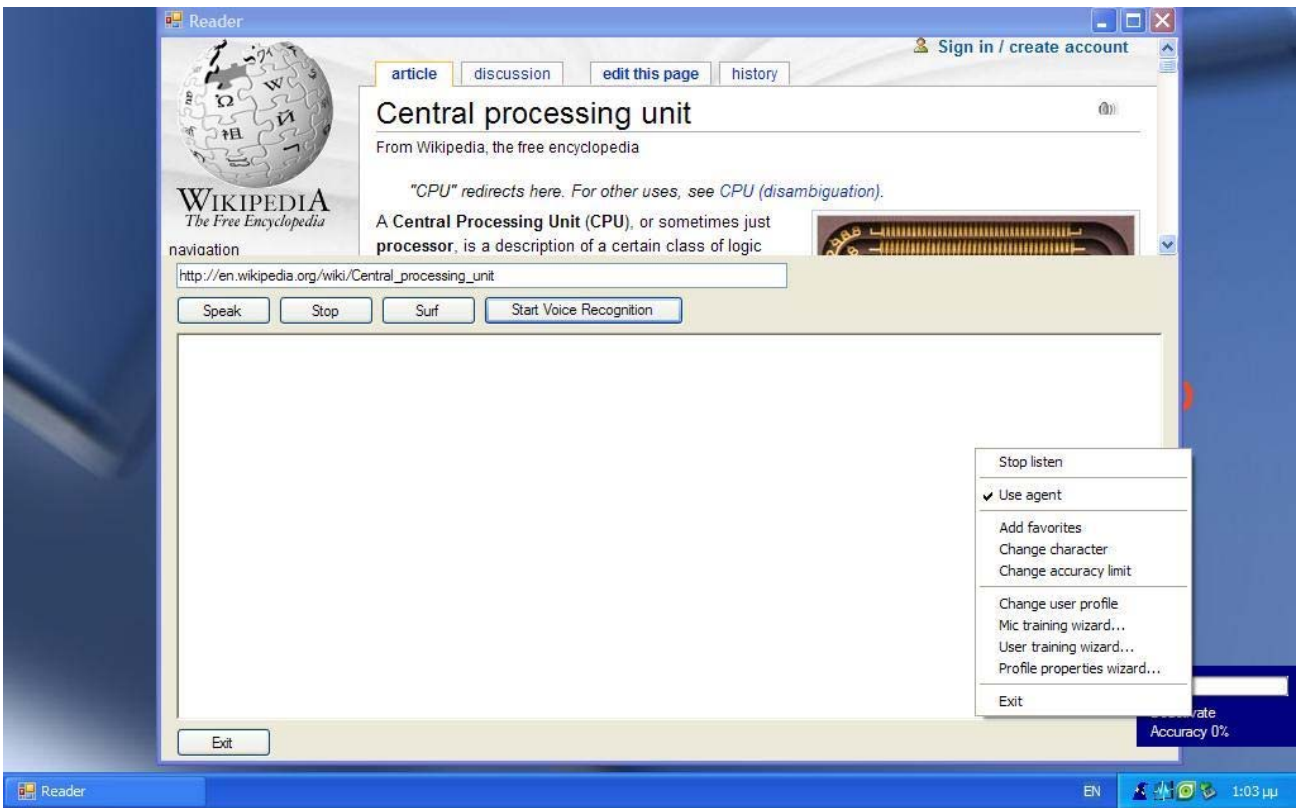 Reader
Sign in / create account
article discussion edit this page history
Central processing unit
From Wikipedia, the free encyclopedia
"CPU" redirects here. For other uses, see CPU (disambiguation).
WIKIPEDIA
The Free Encyclopedia
A Central Processing Unit (CPU), or sometimes just
processor, is a description of a certain class of logic
navigation
http://en.wikipedia.org/wiki/Central_processing_unit
Speak Stop Surf Start Voice Recognition
Stop listen
Use agent
Add favorites
Change character
Change accuracy limit
Change user profile
Mic training wizard...
User training wizard...
Profile properties wizard...
Exit
Accuracy 0%
Exit
Reader EN 1:03 μμ